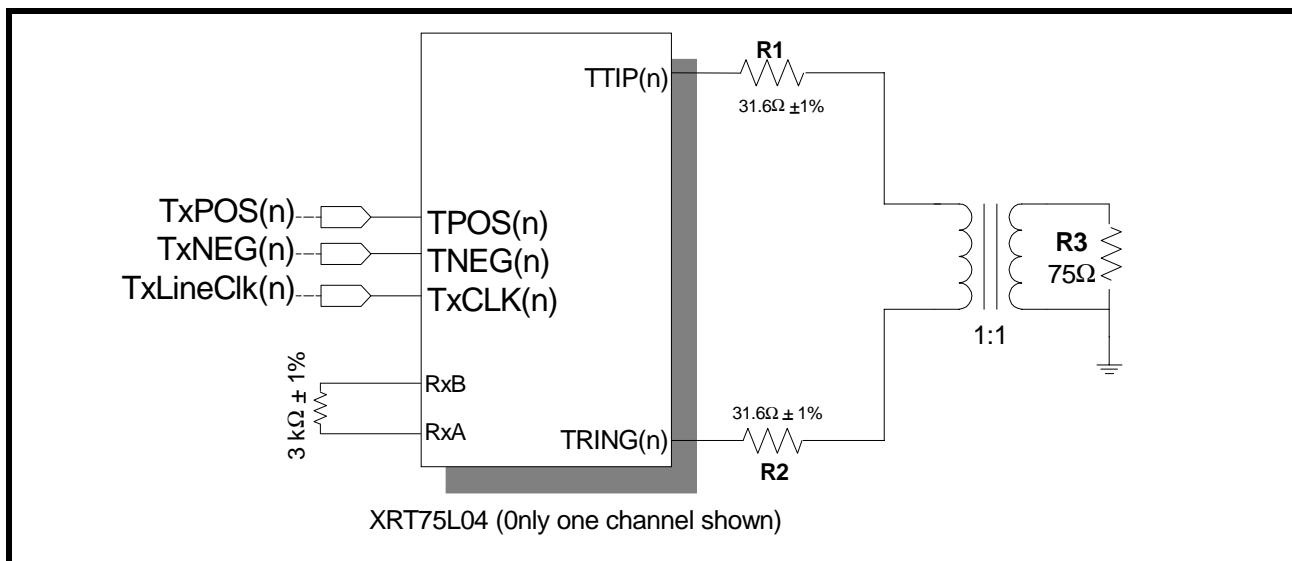 R1
TTIP(n)
31.6Ω ±1%
TxPOS(n)
TPOS(n)
TxNEG(n)
TNEG(n)
TxLineClk(n)
TxCLK(n)
R3
75Ω
1:1
3 kΩ ± 1%
RxB
RxA
31.6Ω ± 1%
TRING(n)
R2
XRT75L04 (0nly one channel shown)